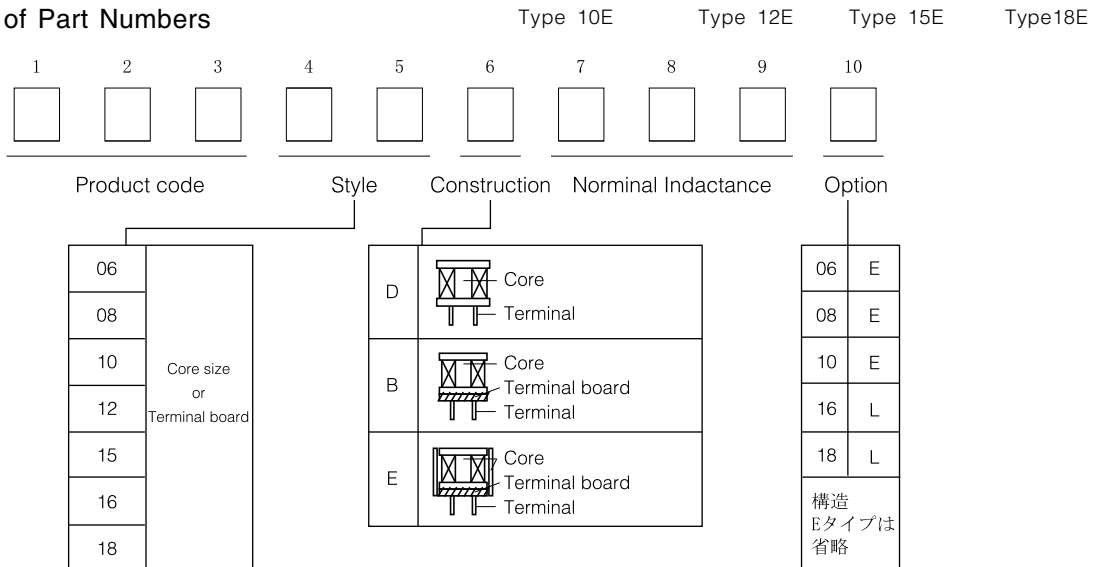 of Part Numbers
Type 10E Type 12E Type 15E Type18E
1 2 3 4 5 6 7 8 9 10
Product code Style Construction Norminal Indactance Option
06
08
10
12
15
16
18
Core size
or
Terminal board
D
Core
Terminal
B
Core
Terminal board
Terminal
E
Core
Terminal board
Terminal
06 E
08 E
10 E
16 L
18 L
構造
Eタイプは
省略